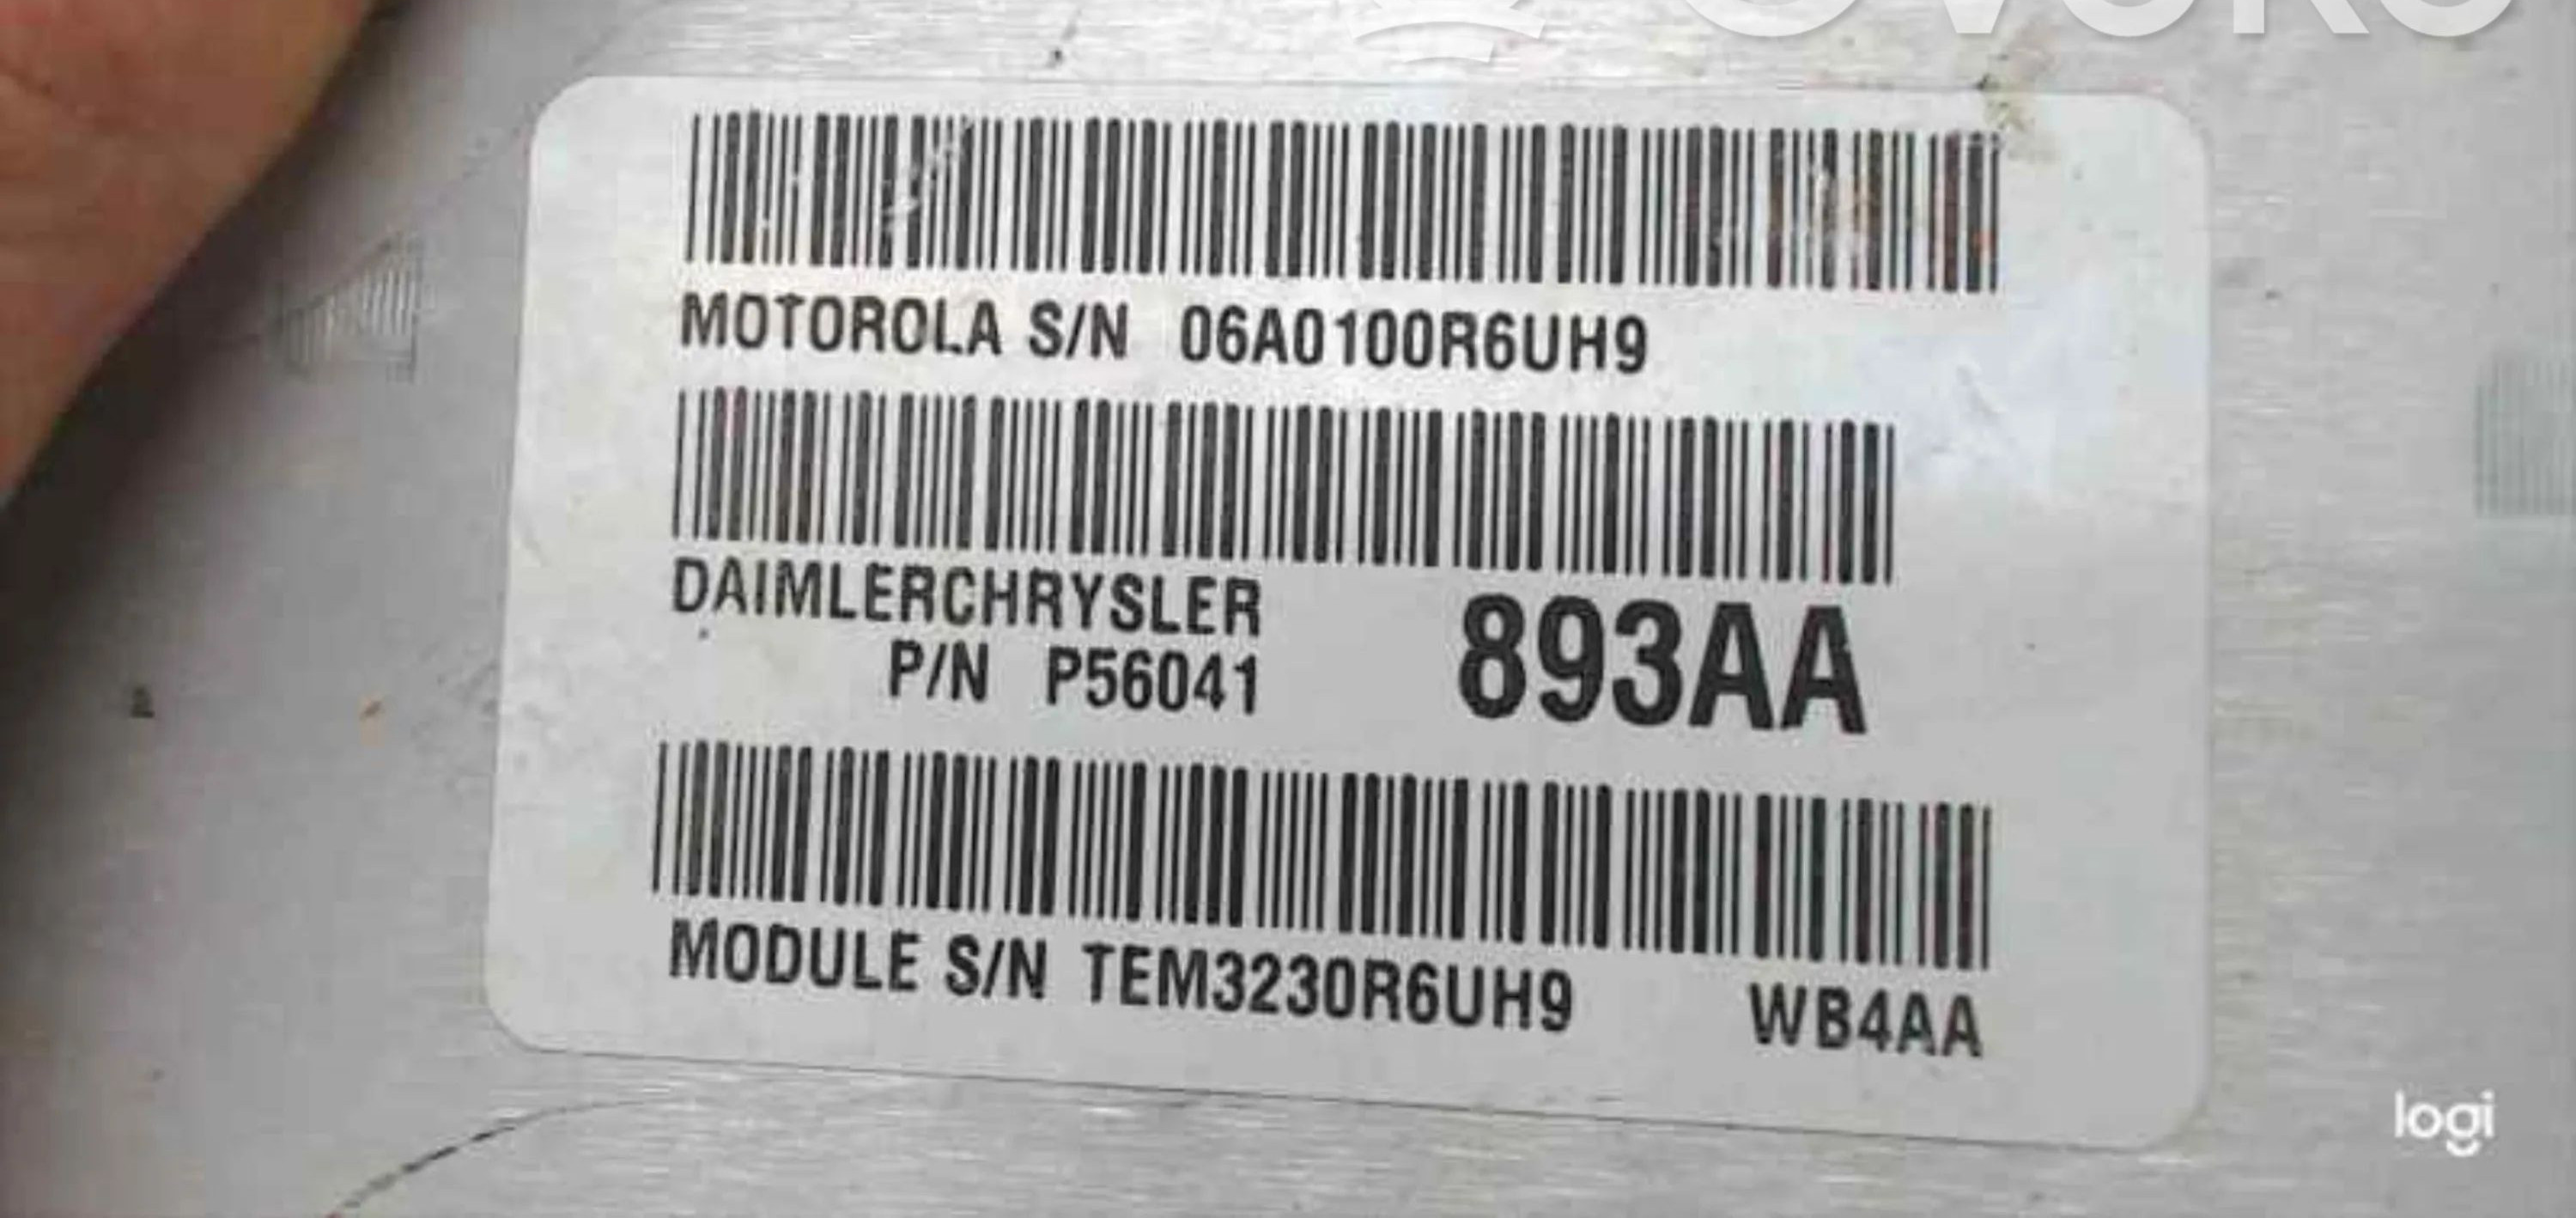 MOTOROLA S/N 06A0100R6UH9
DAIMLERCHRYSLER
P/N P56041 893AA
MODULE S/N TEM3230R6UH9 WB4AA
logi